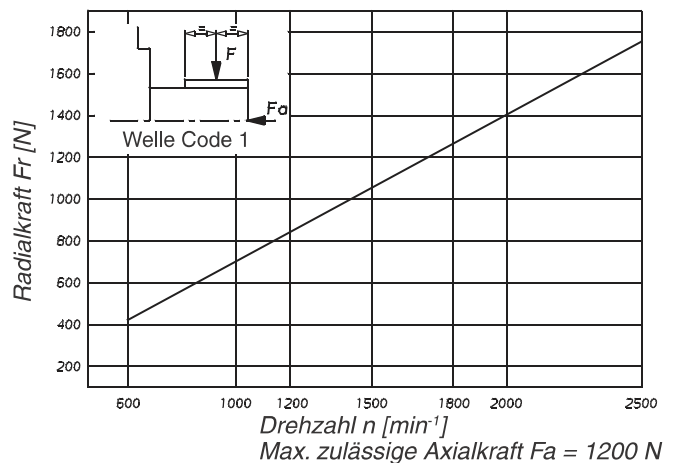 1800
1600
1400
1200
1000
800
600
400
200
Radialkraft Fr [N]
= =
F
Fa
Welle Code 1
600 1000 1200 1500 1800 2000 2500
Drehzahl n [min⁻¹]
Max. zulässige Axialkraft Fa = 1200 N